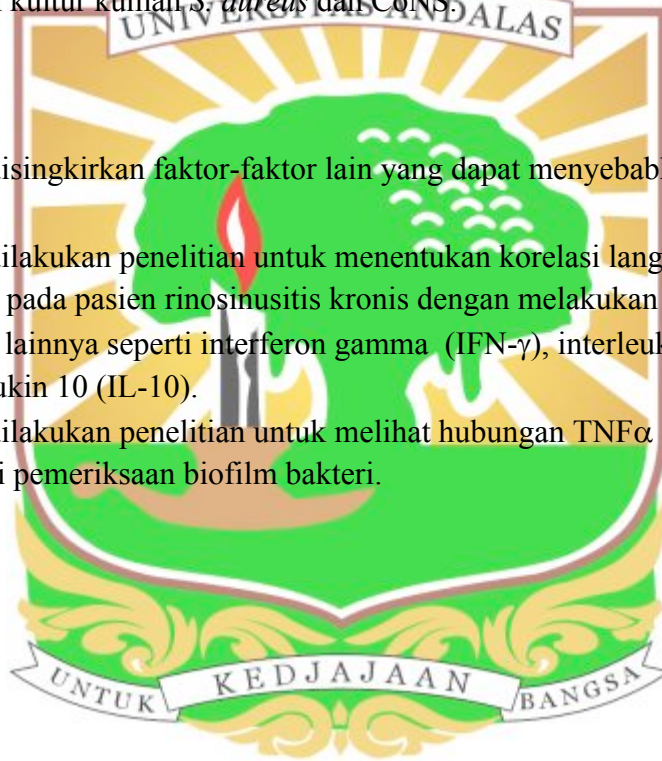 kultur kuman S. aureus dan CoNS.
UNIVERSITAS ANDALAS
isingkirkan faktor-faktor lain yang dapat menyebabk
ilakukan penelitian untuk menentukan korelasi lang
pada pasien rinosinusitis kronis dengan melakukan
lainnya seperti interferon gamma (IFN-γ), interleuk
ukin 10 (IL-10).
ilakukan penelitian untuk melihat hubungan TNFα
i pemeriksaan biofilm bakteri.
UNTUK KEDJAJAAN BANGSA